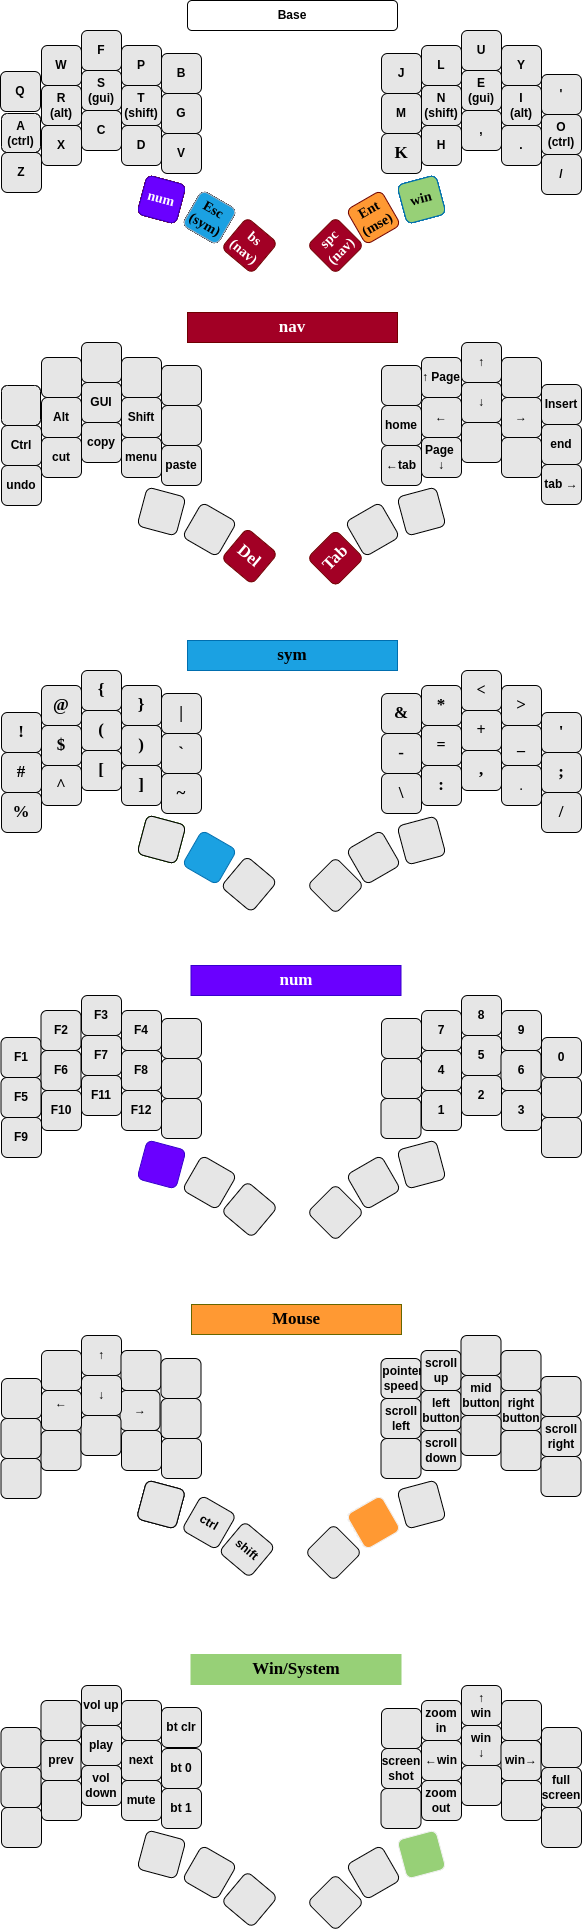 Base
Q W F P B J L U Y '
A (ctrl) R (alt) S (gui) T (shift) G M N (shift) E (gui) I (alt) O (ctrl)
Z X C D V K H , . /
num Esc (sym) bs (nav) spc (nav) Ent (mse) win
nav
↑ Page ↑ Insert
Ctrl Alt GUI Shift home ← ↓ → end
undo cut copy menu paste ←tab Page ↓ tab →
Del Tab
sym
! @ { } | & * < > '
# $ ( ) ` - = + _ ;
% ^ [ ] ~ \ : , . /
num
F1 F2 F3 F4 7 8 9 0
F5 F6 F7 F8 4 5 6
F9 F10 F11 F12 1 2 3
Mouse
↑ pointer speed scroll up
← ↓ → scroll left left button mid button right button scroll right
scroll down
ctrl shift
Win/System
vol up bt clr zoom in ↑ win
prev play next bt 0 screen shot ←win win ↓ win→ full screen
vol down mute bt 1 zoom out